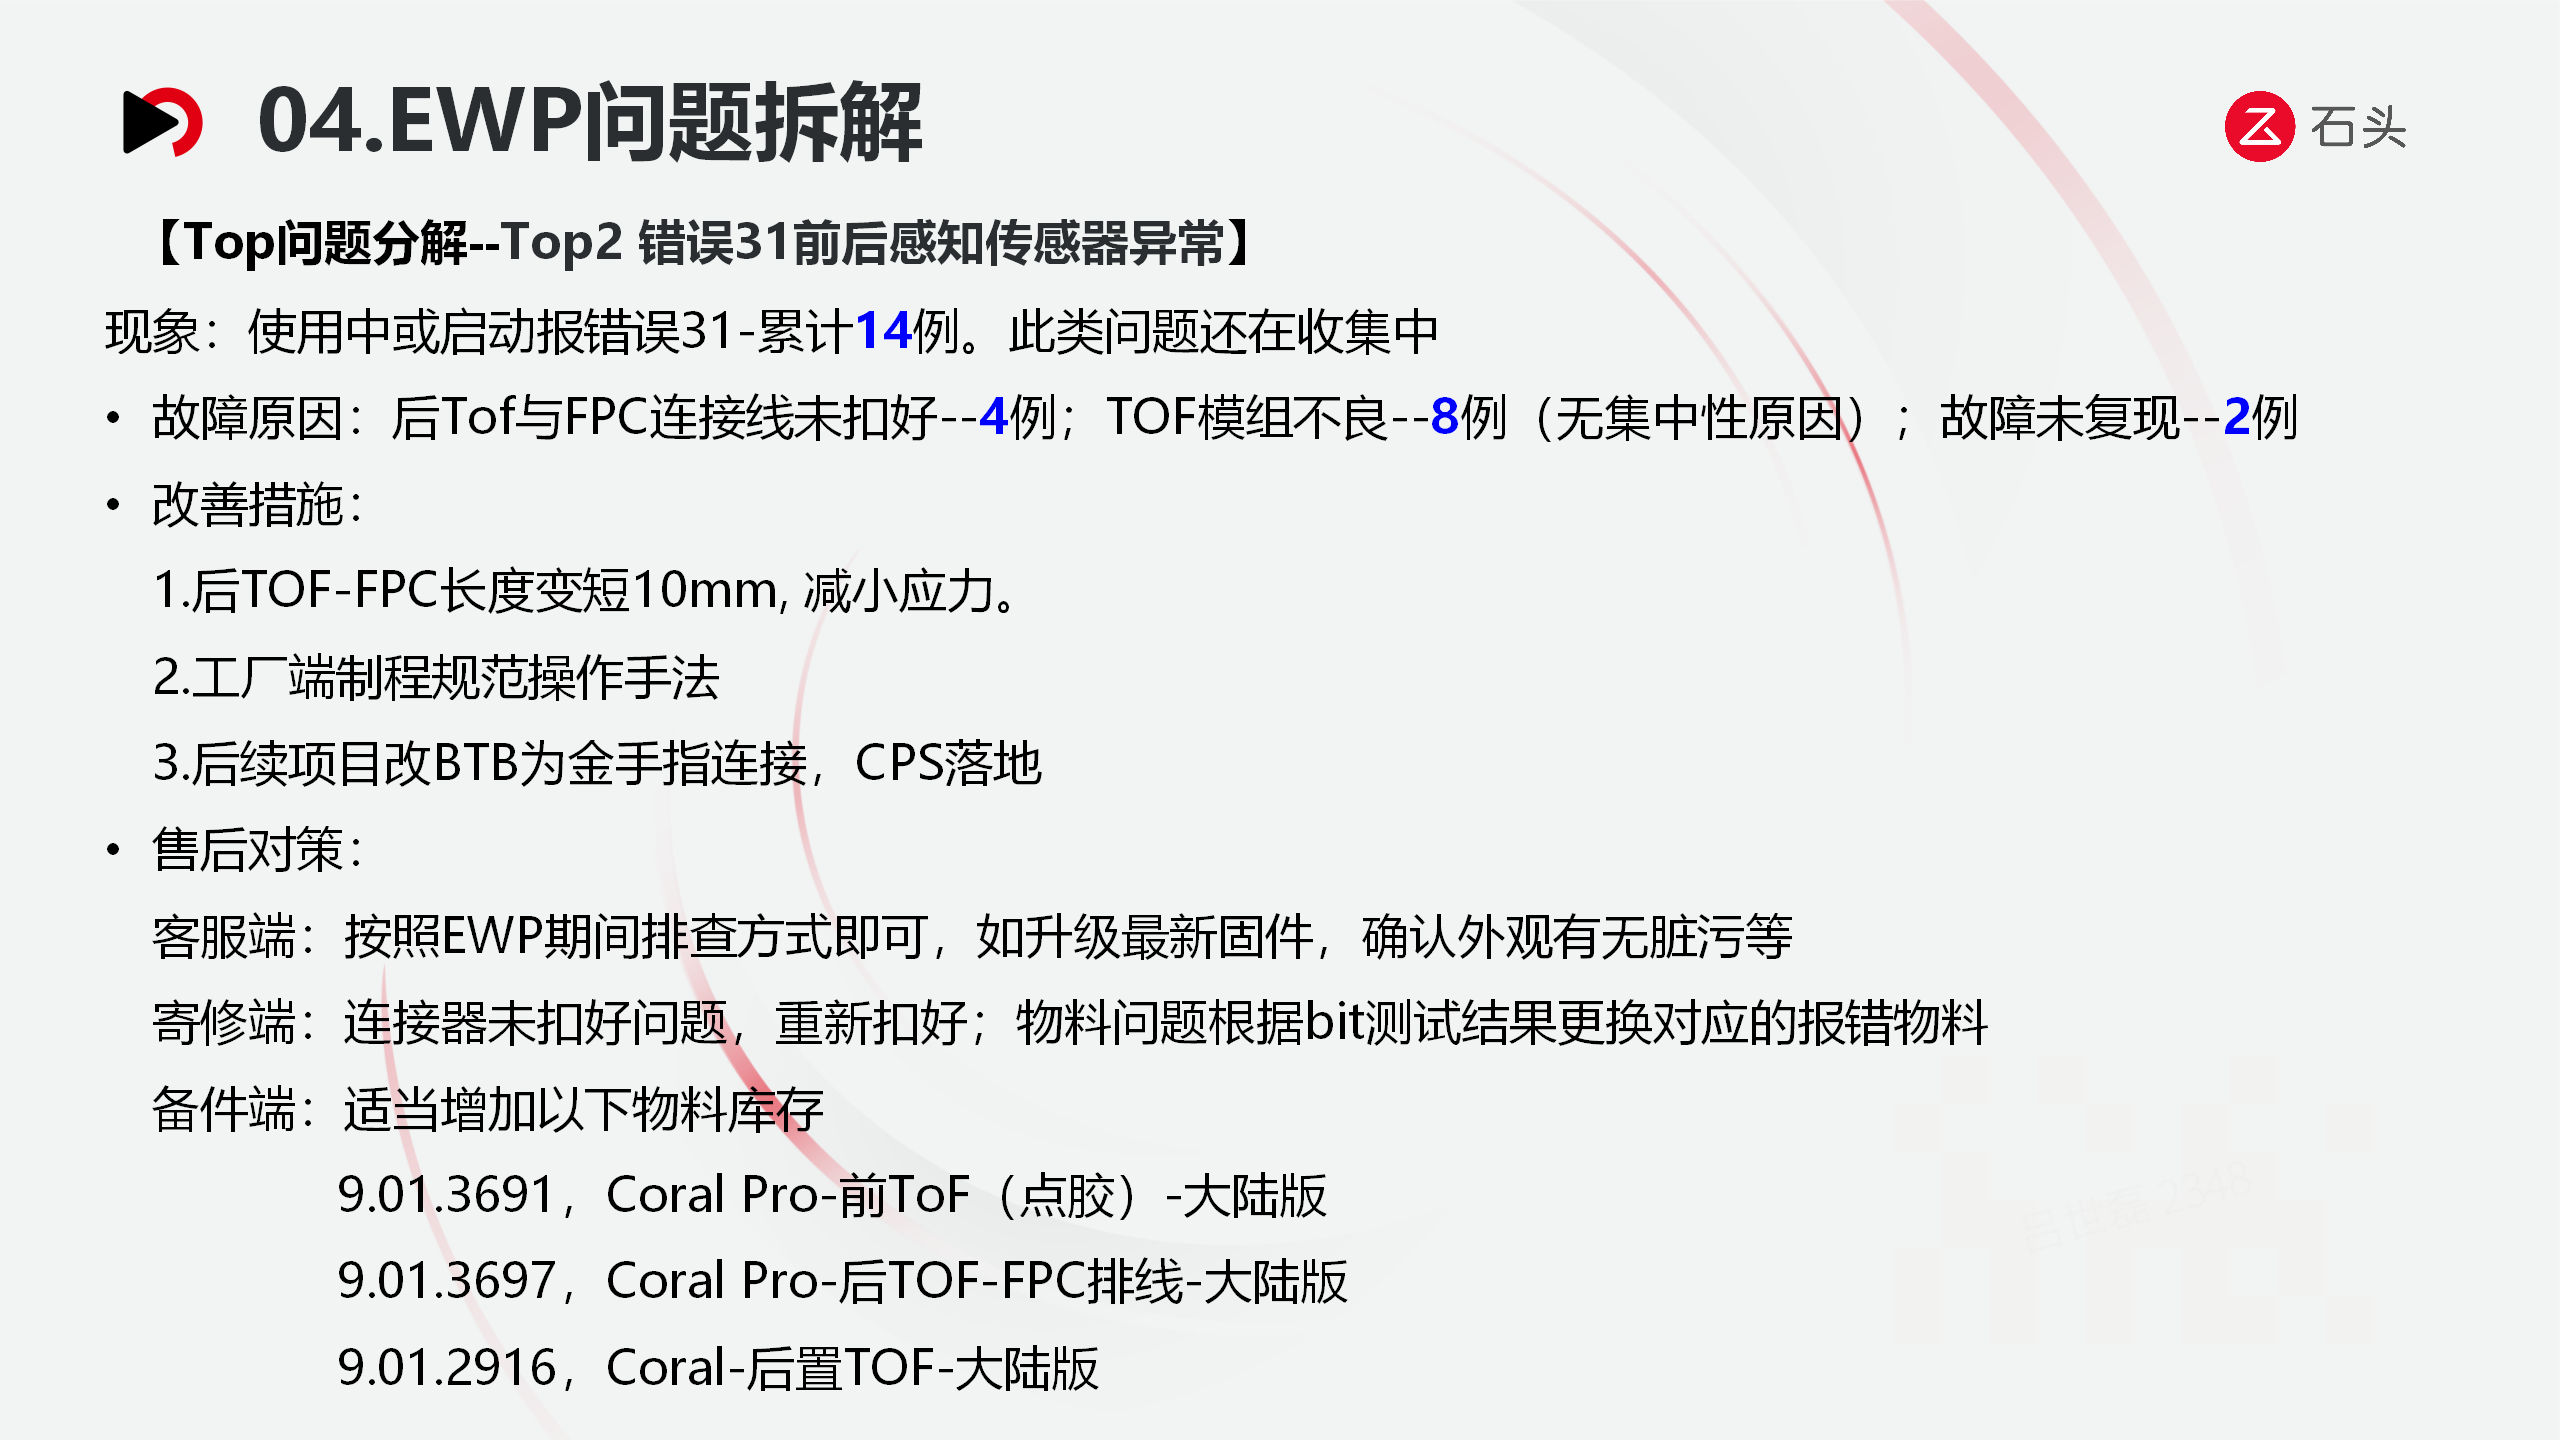 04.EWP问题拆解
石头
【Top问题分解--Top2 错误31前后感知传感器异常】
现象：使用中或启动报错误31-累计14例。此类问题还在收集中
• 故障原因：后Tof与FPC连接线未扣好--4例；TOF模组不良--8例（无集中性原因）；故障未复现--2例
• 改善措施：
1.后TOF-FPC长度变短10mm, 减小应力。
2.工厂端制程规范操作手法
3.后续项目改BTB为金手指连接，CPS落地
• 售后对策：
客服端：按照EWP期间排查方式即可，如升级最新固件，确认外观有无脏污等
寄修端：连接器未扣好问题，重新扣好；物料问题根据bit测试结果更换对应的报错物料
备件端：适当增加以下物料库存
9.01.3691，Coral Pro-前ToF（点胶）-大陆版
9.01.3697，Coral Pro-后TOF-FPC排线-大陆版
9.01.2916，Coral-后置TOF-大陆版
吕世磊 2348